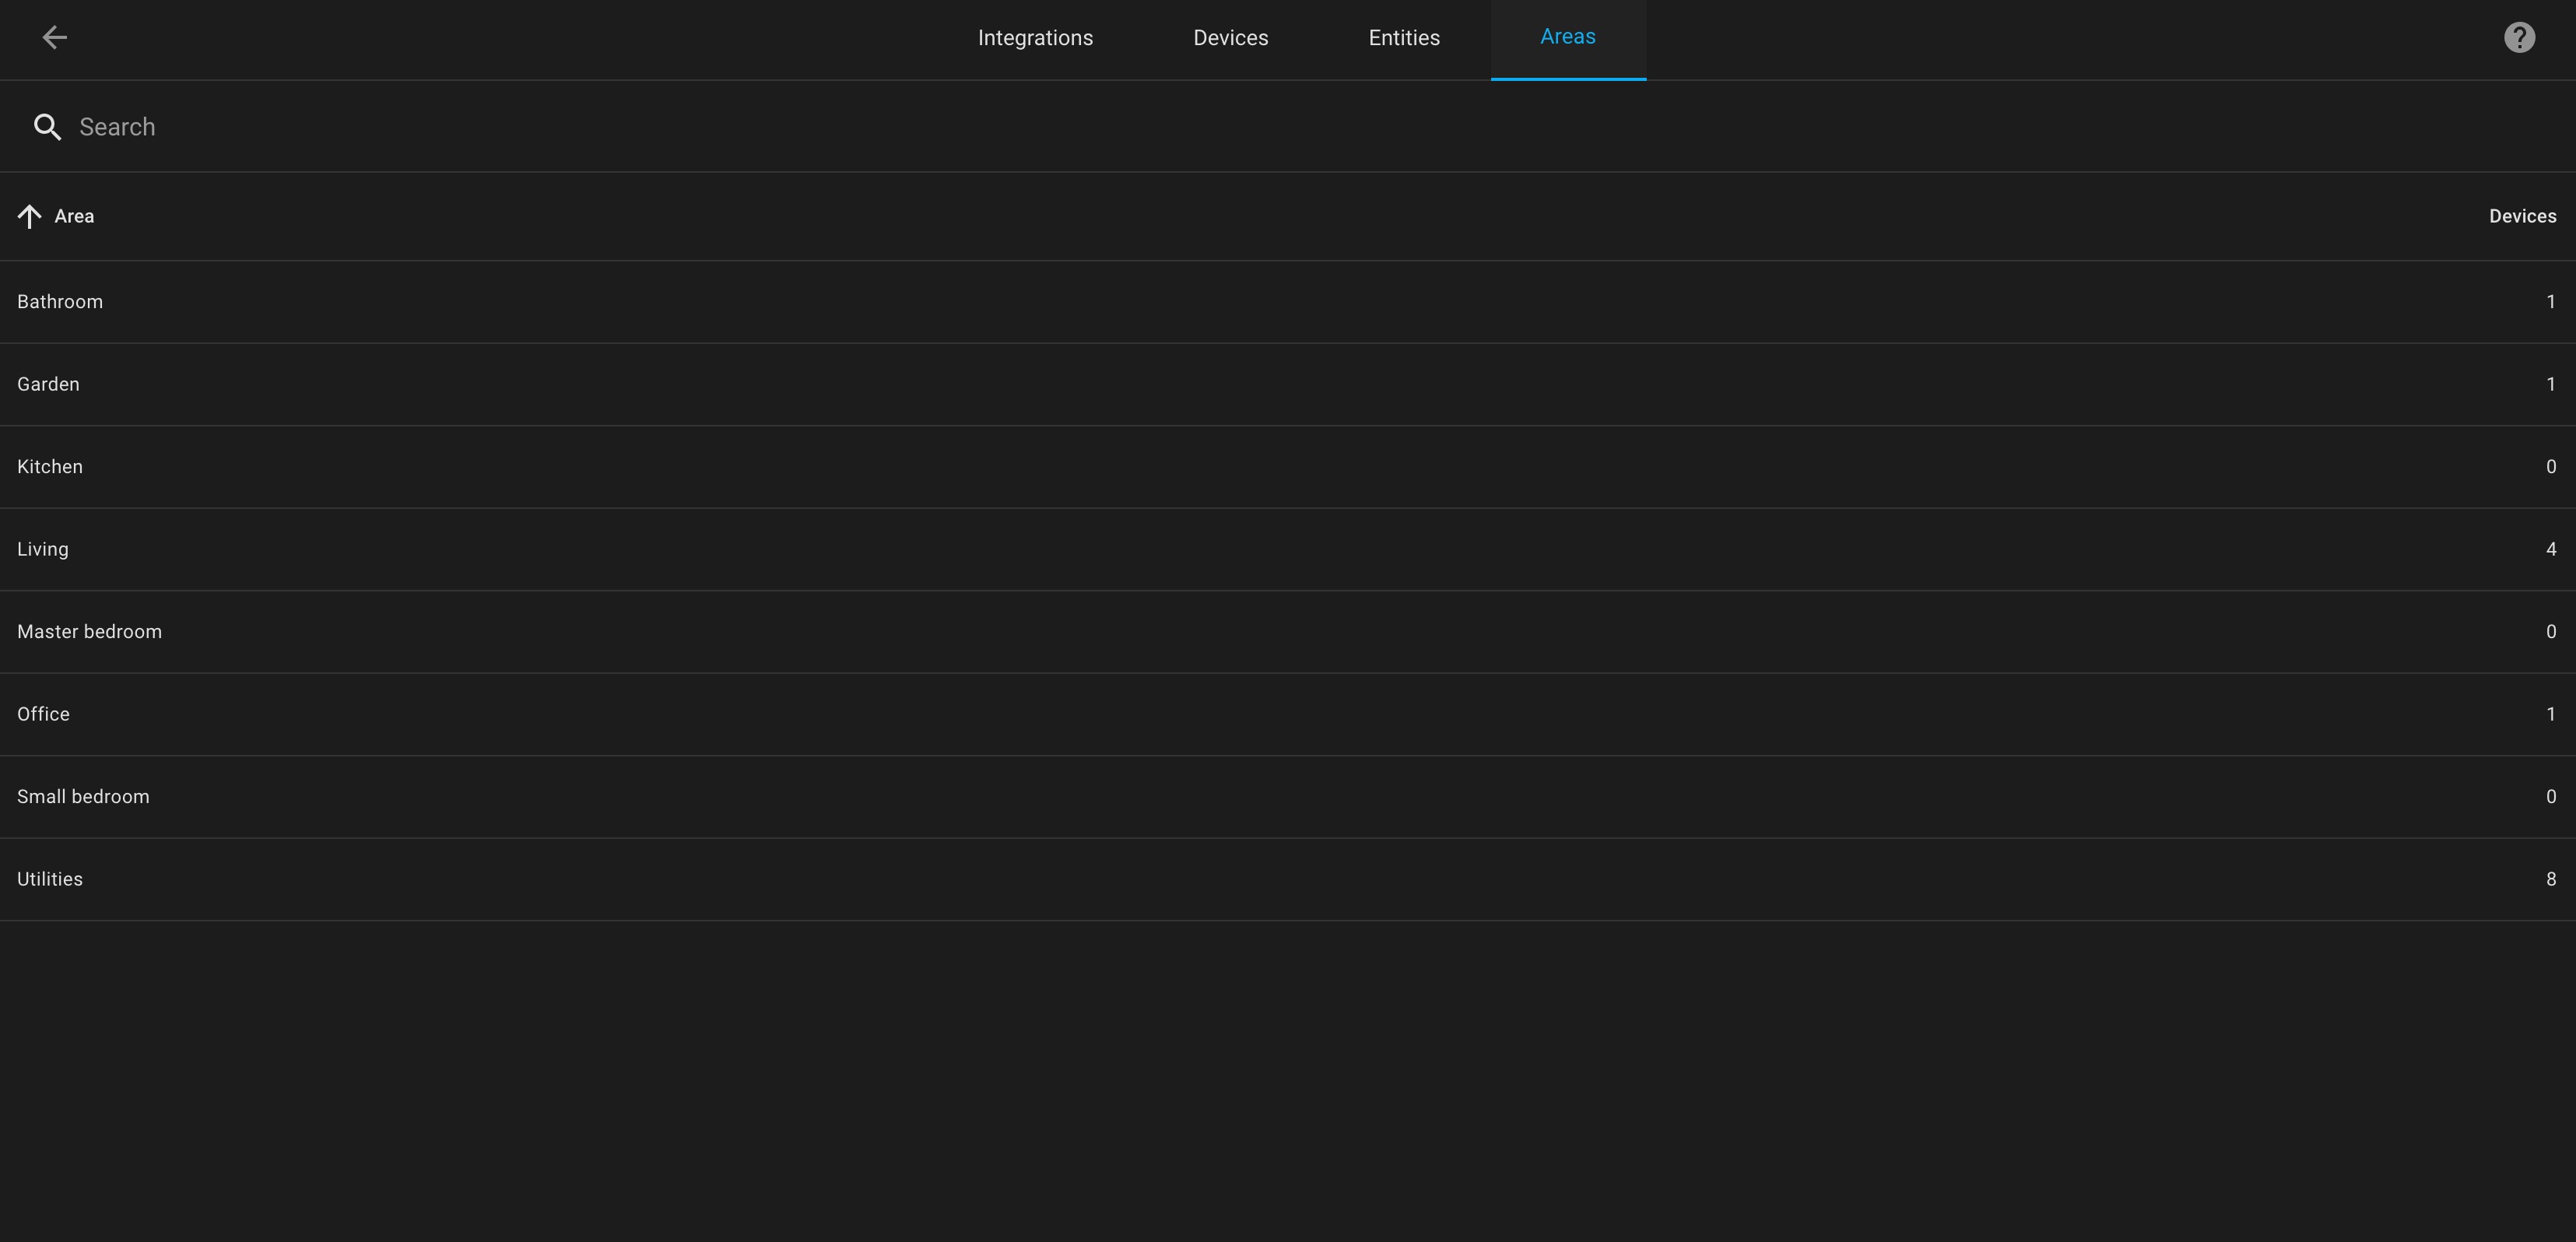 Integrations Devices Entities Areas ?
Search
Area Devices
Bathroom 1
Garden 1
Kitchen 0
Living 4
Master bedroom 0
Office 1
Small bedroom 0
Utilities 8